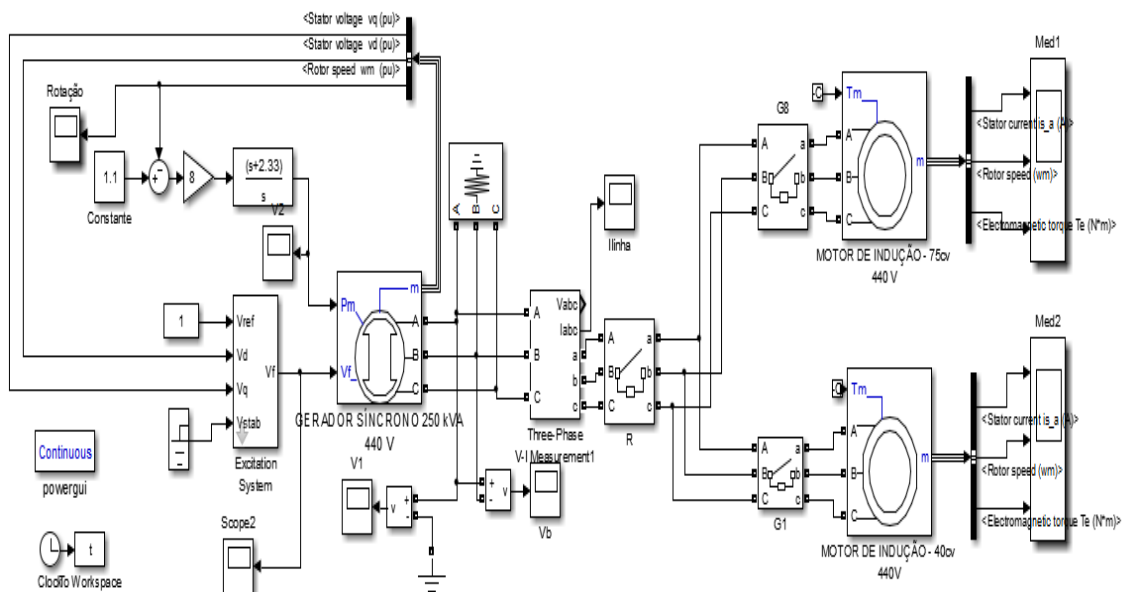 <Stator voltage vq (pu)>
<Stator voltage vd (pu)>
<Rotor speed wm (pu)>
Rotação
1.1
Constante
8
(s+2.33)
s
V2
1
Vref
Vd
Vq
Vstab
Vf
Excitation
System
Continuous
powergui
Clock
To Workspace
t
Scope2
Pm
Vf_
m
A
B
C
GERADOR SÍNCRONO 250 kVA
440 V
V1
v
+
-
A
B
C
+
-
v
Vb
Ilinha
A
B
C
Vabc
Iabc
a
b
c
Three-Phase
V-I Measurement1
A
B
C
a
b
c
R
G8
A
B
C
a
b
c
-C-
Tm
A
B
C
m
MOTOR DE INDUÇÃO - 75cv
440 V
Med1
<Stator current is_a (A)>
<Rotor speed (wm)>
<Electromagnetic torque Te (N*m)>
A
B
C
a
b
c
G1
-C-
Tm
A
B
C
m
MOTOR DE INDUÇÃO - 40cv
440V
Med2
<Stator current is_a (A)>
<Rotor speed (wm)>
<Electromagnetic torque Te (N*m)>